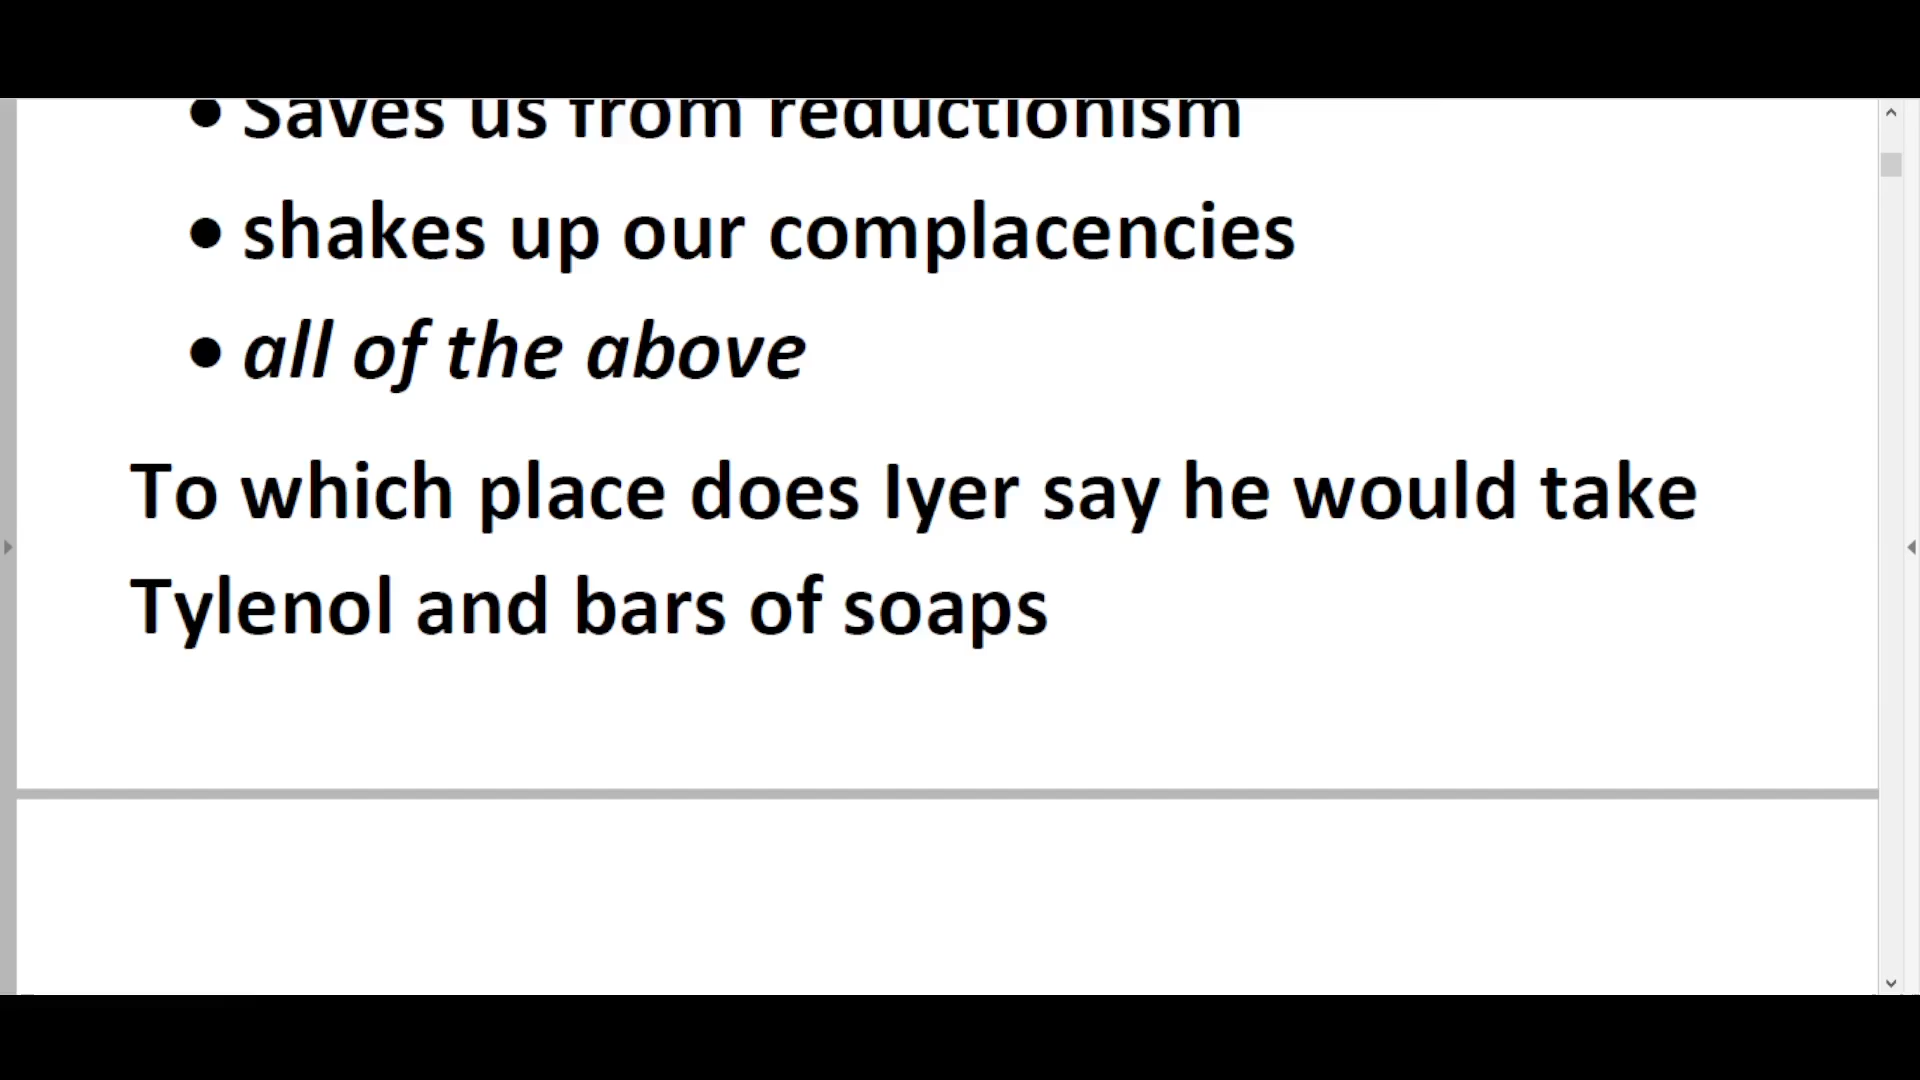 • Saves us from reductionism
• shakes up our complacencies
• all of the above
To which place does Iyer say he would take
Tylenol and bars of soaps